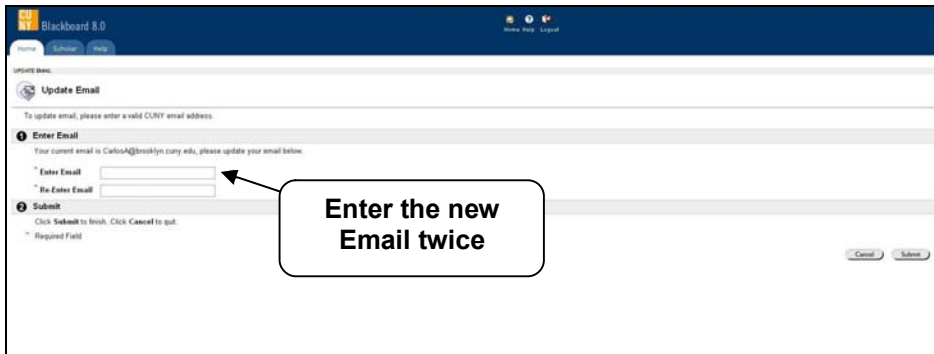 CU
NY
Blackboard 8.0
Home Help Logout
Home Scholar Help
UPDATE EMAIL
Update Email
To update email, please enter a valid CUNY email address.
1 Enter Email
Your current email is CarlosA@brooklyn.cuny.edu, please update your email below.
* Enter Email
* Re-Enter Email
Enter the new
Email twice
2 Submit
Click Submit to finish. Click Cancel to quit.
* Required Field
Cancel Submit